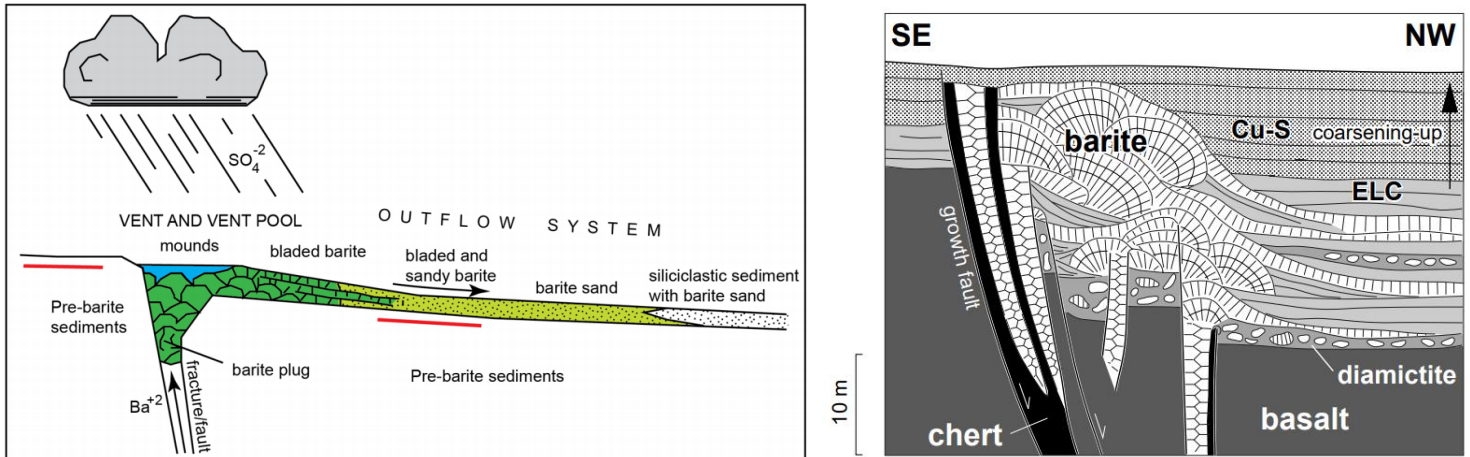 SO4-2
VENT AND VENT POOL
mounds
OUTFLOW SYSTEM
bladed barite
bladed and
sandy barite
barite sand
siliciclastic sediment
with barite sand
Pre-barite
sediments
barite plug
Pre-barite sediments
Ba+2
fracture/fault
SE
NW
barite
Cu-S coarsening-up
ELC
growth fault
10 m
diamictite
chert
basalt